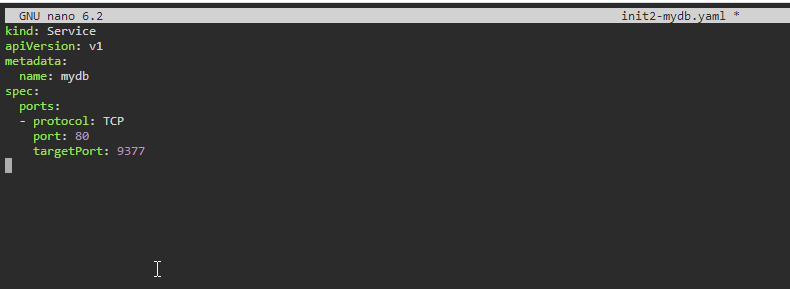 GNU nano 6.2 init2-mydb.yaml *
kind: Service
apiVersion: v1
metadata:
  name: mydb
spec:
  ports:
  - protocol: TCP
    port: 80
    targetPort: 9377